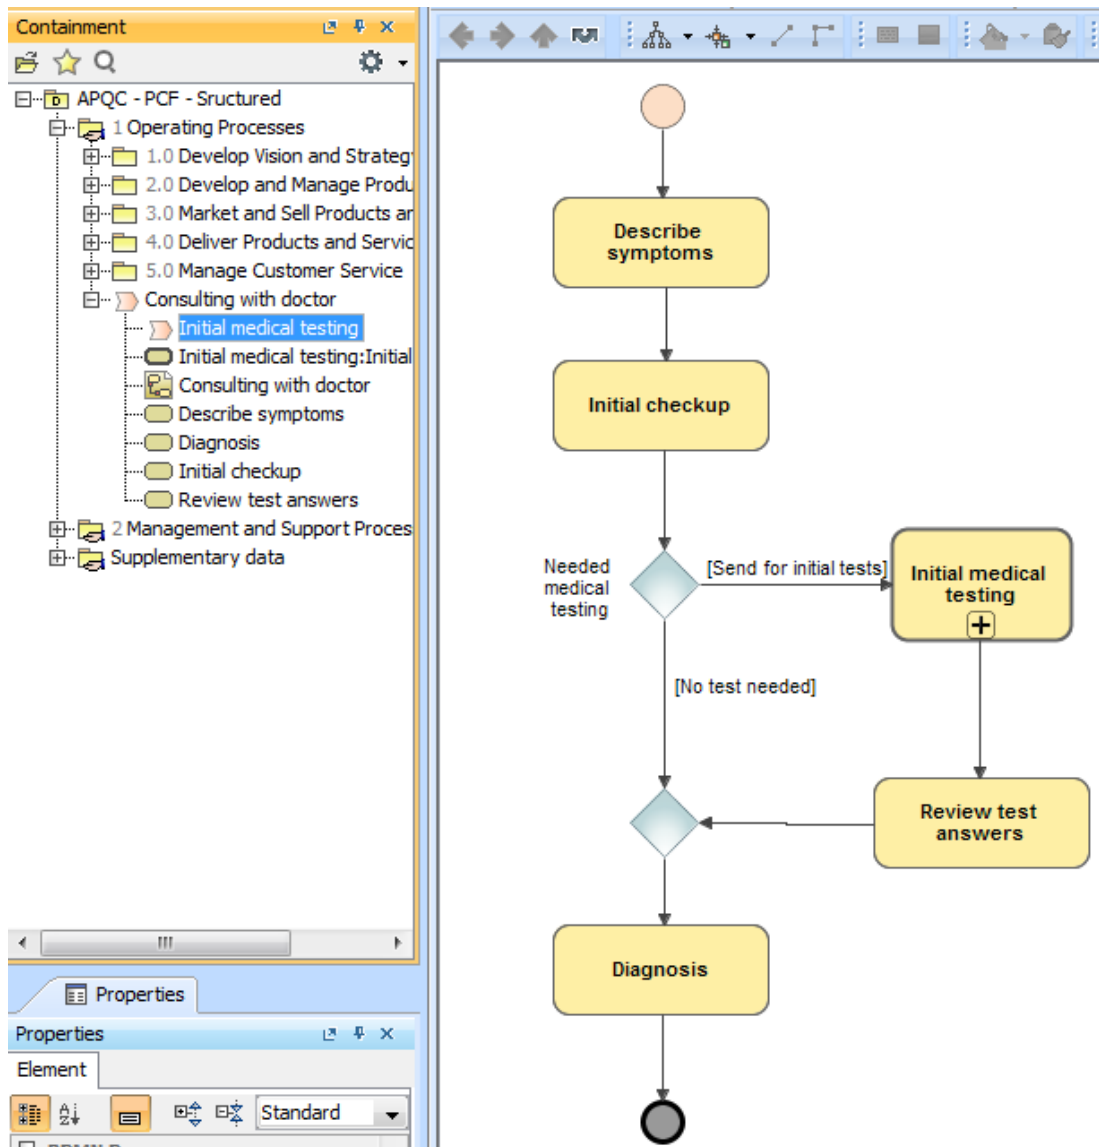 Containment
APQC - PCF - Sructured
1 Operating Processes
1.0 Develop Vision and Strateg
2.0 Develop and Manage Produ
3.0 Market and Sell Products ar
4.0 Deliver Products and Servic
5.0 Manage Customer Service
Consulting with doctor
Initial medical testing
Initial medical testing:Initial
Consulting with doctor
Describe symptoms
Diagnosis
Initial checkup
Review test answers
2 Management and Support Proces
Supplementary data
Properties
Properties
Element
Standard
Describe
symptoms
Initial checkup
Needed
medical
testing
[Send for initial tests]
Initial medical
testing
[No test needed]
Review test
answers
Diagnosis